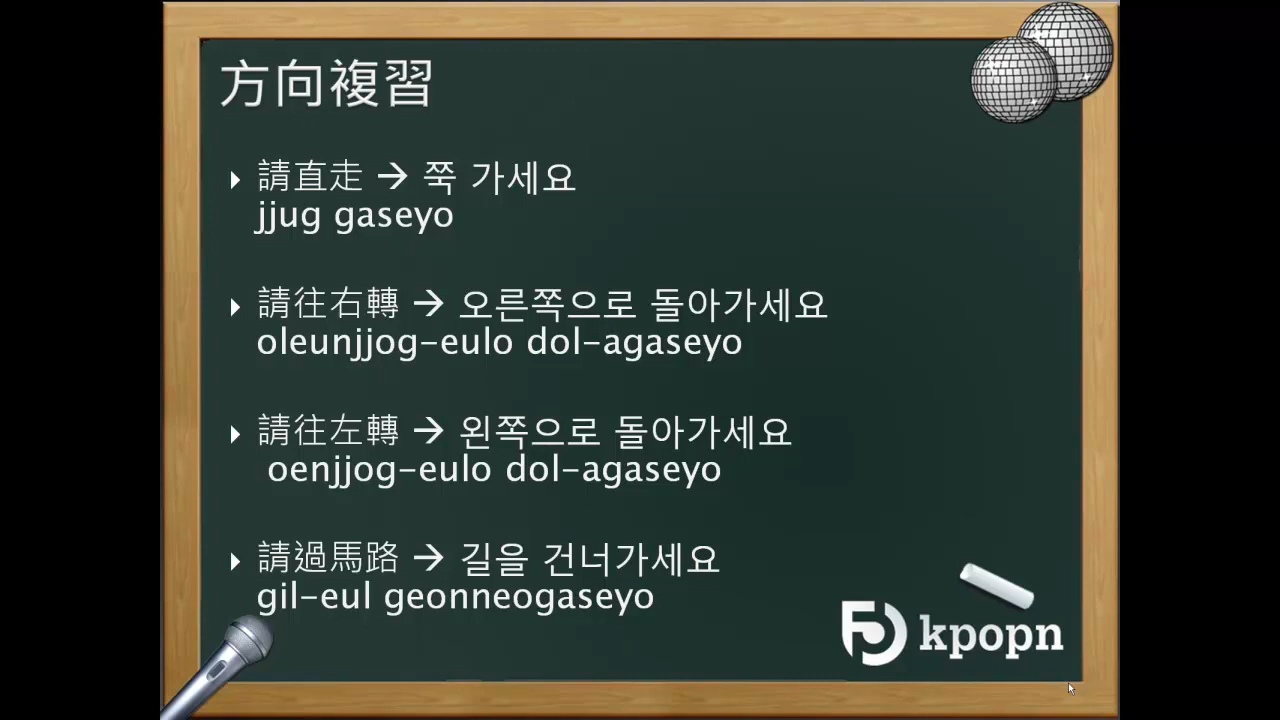 方向複習
請直走 → 쭉 가세요
jjug gaseyo
請往右轉 → 오른쪽으로 돌아가세요
oleunjjog-eulo dol-agaseyo
請往左轉 → 왼쪽으로 돌아가세요
oenjjog-eulo dol-agaseyo
請過馬路 → 길을 건너가세요
gil-eul geonneogaseyo
kpopn